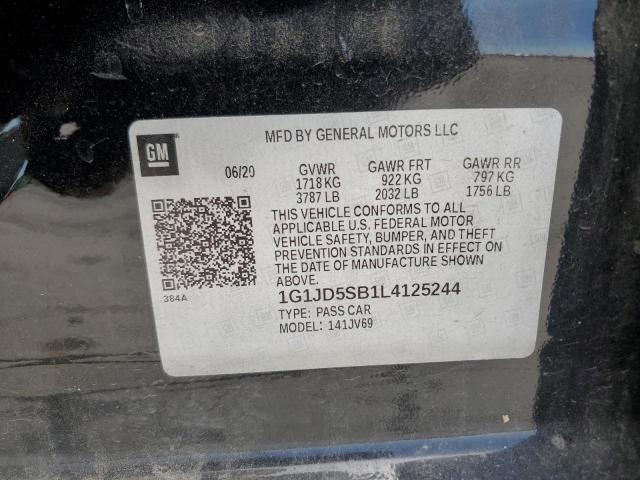 MFD BY GENERAL MOTORS LLC
GM
06/20
GVWR GAWR FRT GAWR RR
1718 KG 922 KG 797 KG
3787 LB 2032 LB 1756 LB
THIS VEHICLE CONFORMS TO ALL
APPLICABLE U.S. FEDERAL MOTOR
VEHICLE SAFETY, BUMPER, AND THEFT
PREVENTION STANDARDS IN EFFECT ON
THE DATE OF MANUFACTURE SHOWN
ABOVE.
384A
1G1JD5SB1L4125244
TYPE: PASS CAR
MODEL: 141JV69